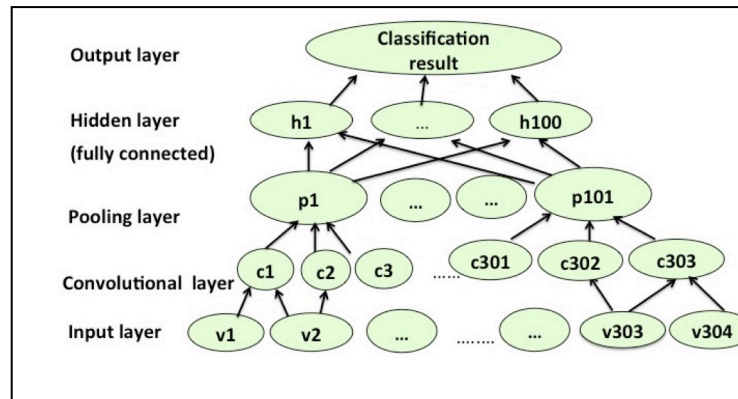 Output layer
Classification
result
Hidden layer
(fully connected)
h1
...
h100
Pooling layer
p1
...
...
p101
Convolutional layer
c1
c2
c3
......
c301
c302
c303
Input layer
v1
v2
...
.........
...
v303
v304